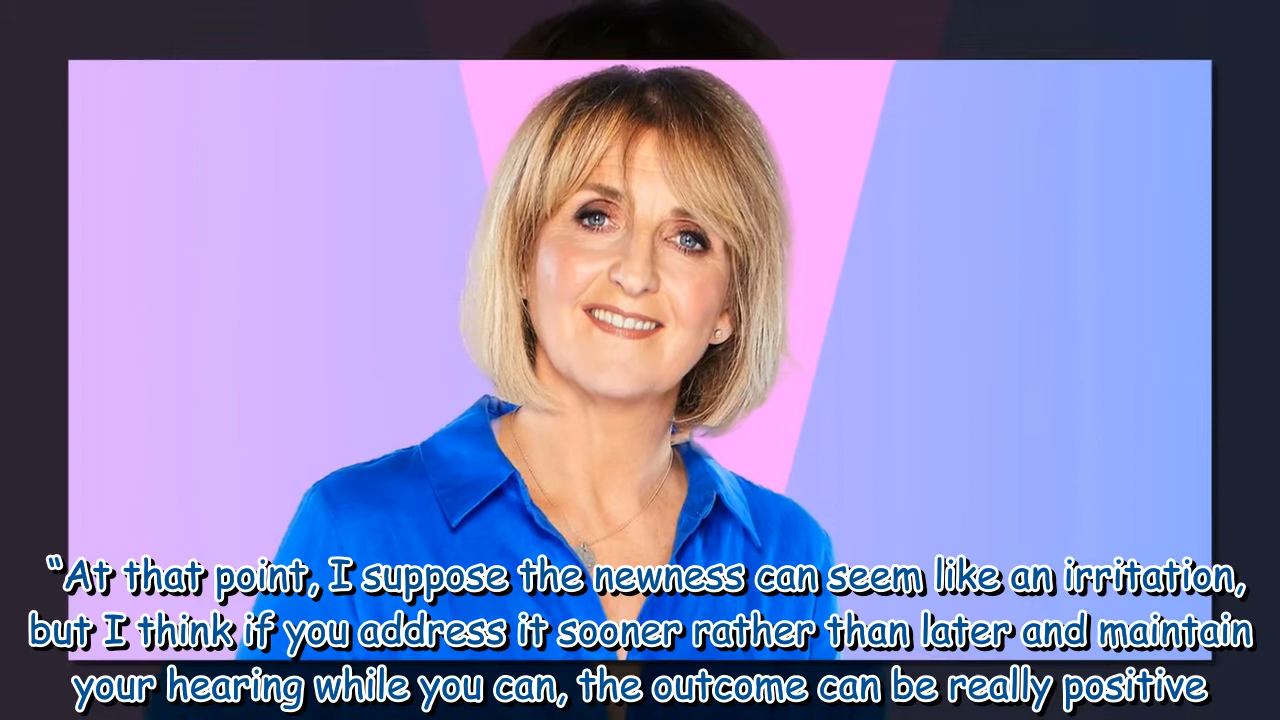 “At that point, I suppose the newness can seem like an irritation,
but I think if you address it sooner rather than later and maintain
your hearing while you can, the outcome can be really positive